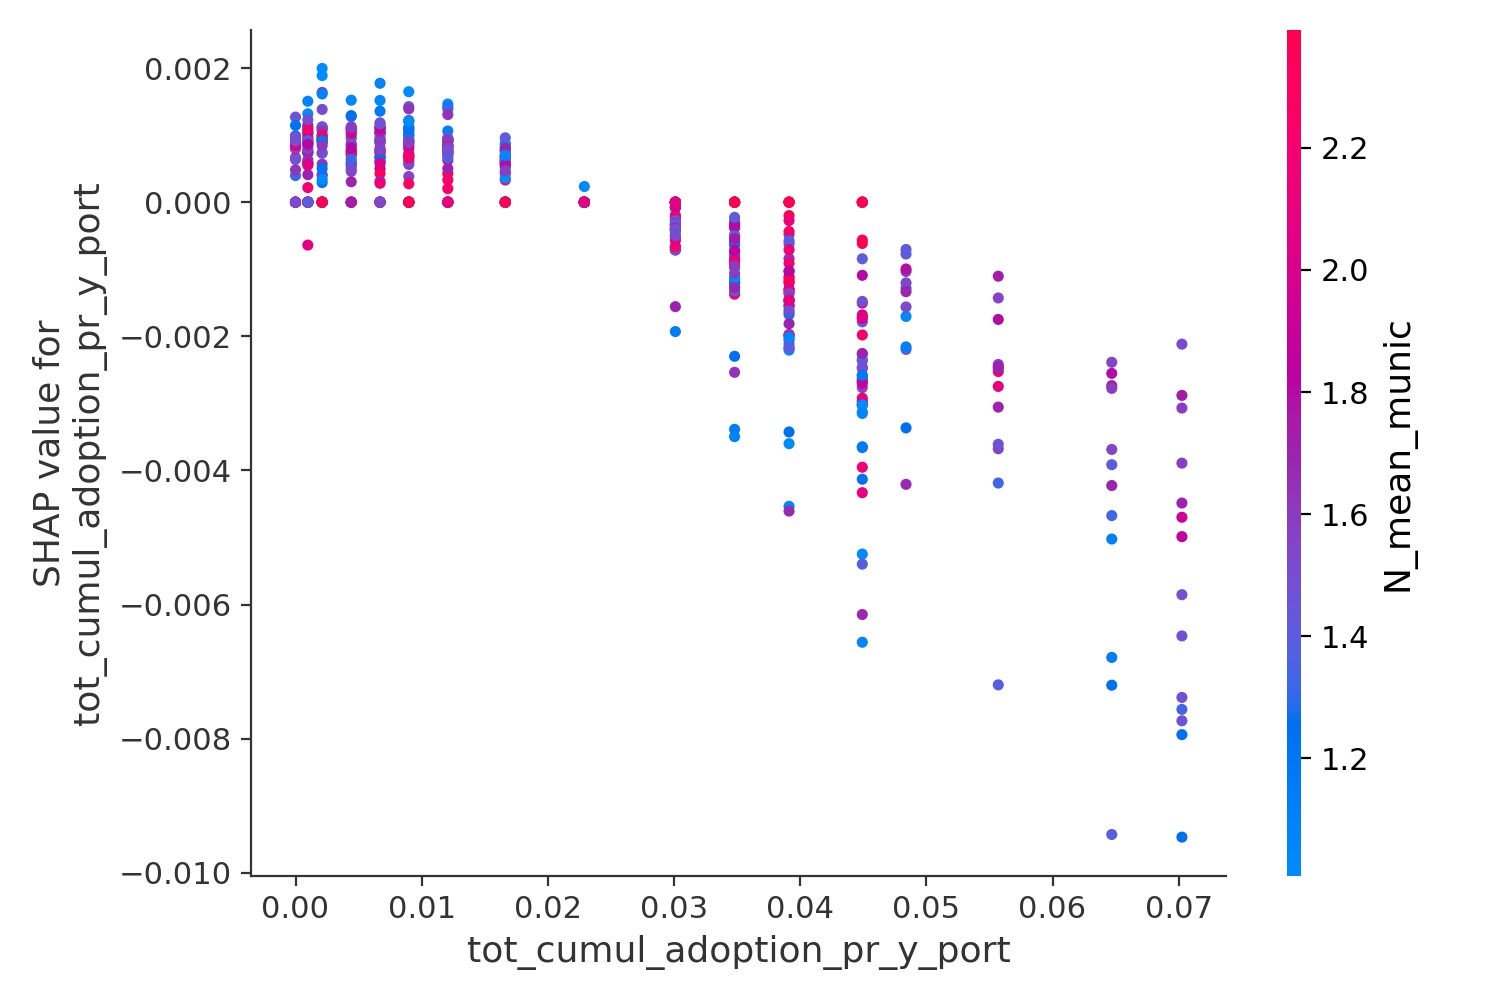 SHAP value for
tot_cumul_adoption_pr_y_port
0.002
0.000
−0.002
−0.004
−0.006
−0.008
−0.010
0.00 0.01 0.02 0.03 0.04 0.05 0.06 0.07
tot_cumul_adoption_pr_y_port
2.2
2.0
1.8
1.6
1.4
1.2
N_mean_munic